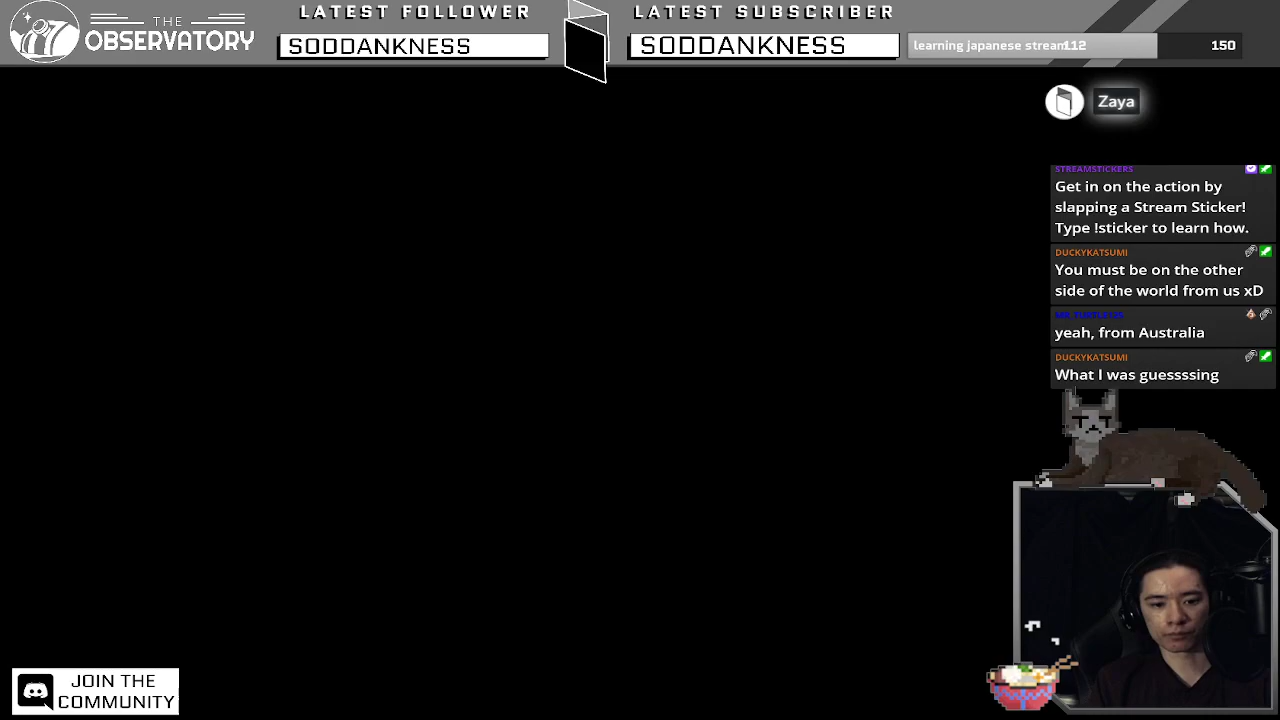 THE
OBSERVATORY
LATEST FOLLOWER
SODDANKNESS
LATEST SUBSCRIBER
SODDANKNESS
learning japanese stream
112
150
Zaya
STREAMSTICKERS
Get in on the action by
slapping a Stream Sticker!
Type !sticker to learn how.
DUCKYKATSUMI
You must be on the other
side of the world from us xD
yeah, from Australia
DUCKYKATSUMI
What I was guessssing
JOIN THE
COMMUNITY